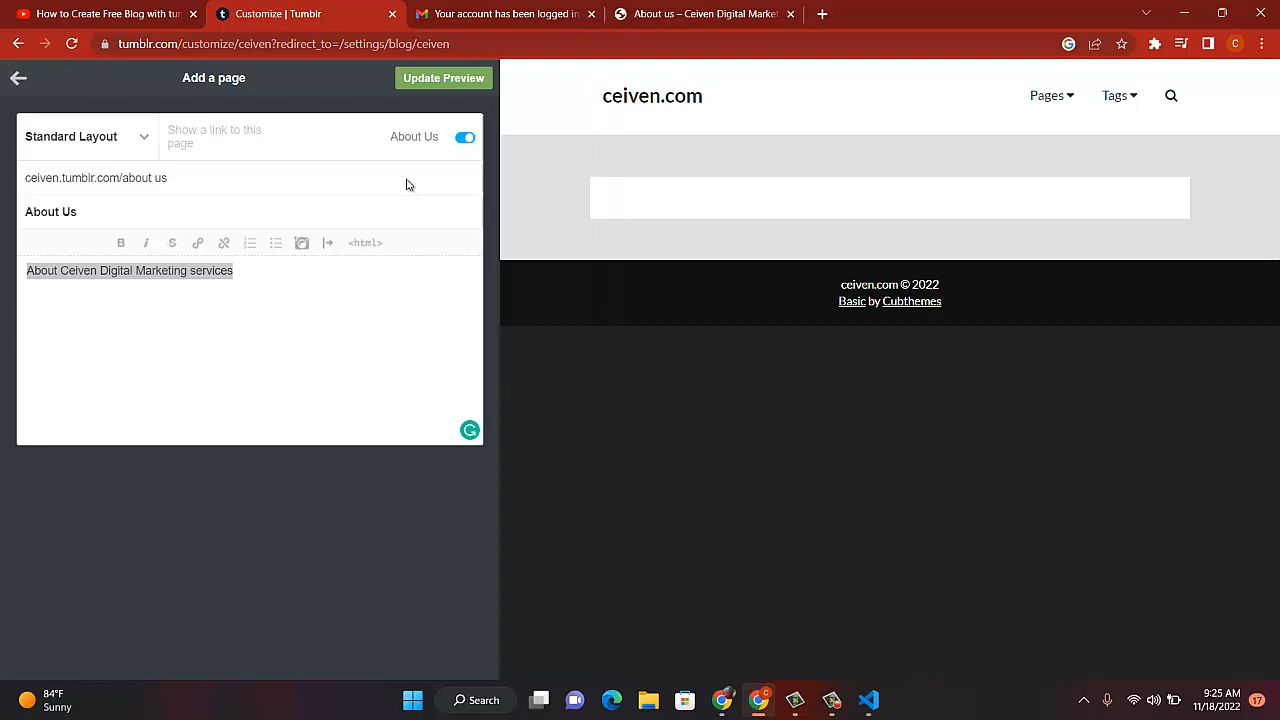 How to Create Free Blog with tum
Customize | Tumblr
Your account has been logged in
About us – Ceiven Digital Market
tumblr.com/customize/ceiven?redirect_to=/settings/blog/ceiven
C
Add a page
Update Preview
ceiven.com
Pages
Tags
Standard Layout
Show a link to this
page
About Us
ceiven.tumblr.com/about us
About Us
B i S <html>
About Ceiven Digital Marketing services
ceiven.com © 2022
Basic by Cubthemes
84°F
Sunny
Search
9:25 AM
11/18/2022
17